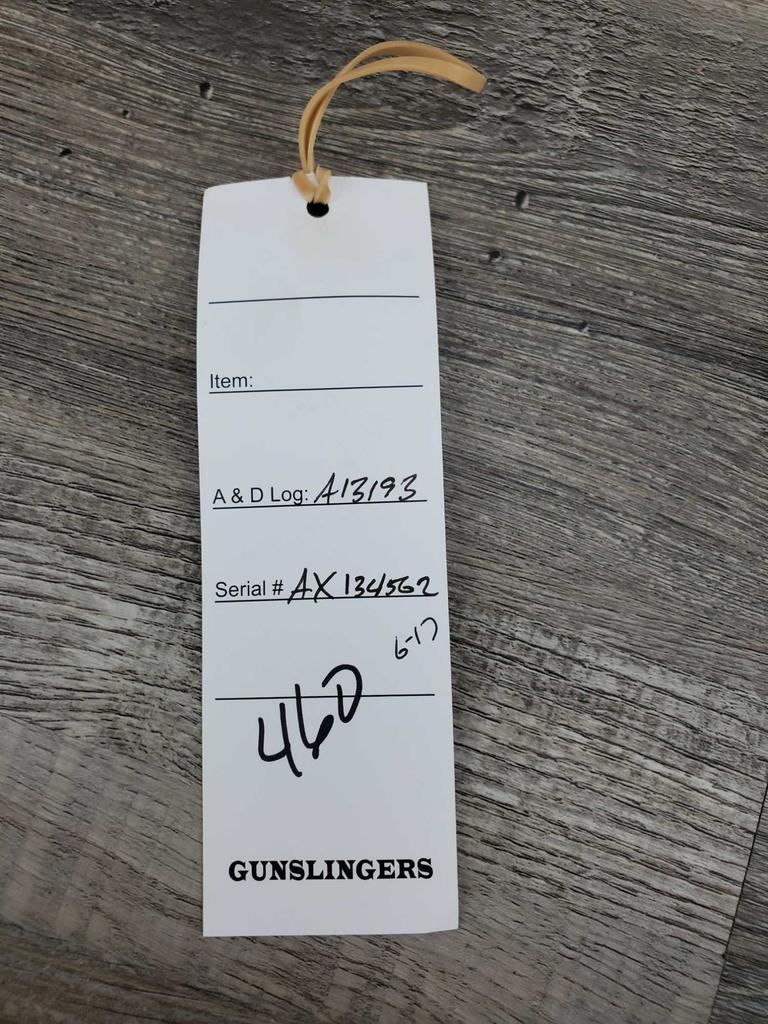 Item:
A & D Log: A13193
Serial # AX134562
6-17
460
GUNSLINGERS